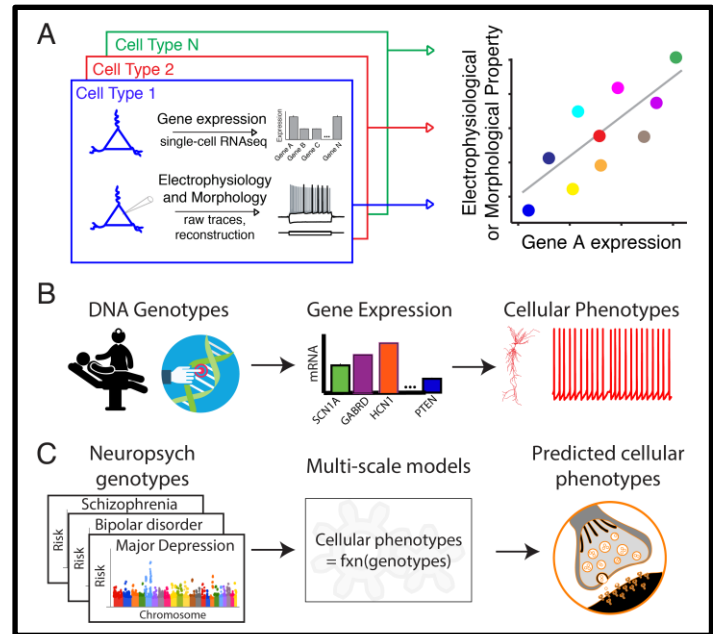 A
Cell Type N
Cell Type 2
Cell Type 1
Gene expression
single-cell RNAseq
Expression
Gene A
Gene B
Gene C
...
Gene N
Electrophysiology
and Morphology
raw traces,
reconstruction
Electrophysiological
or Morphological Property
Gene A expression
B
DNA Genotypes
Gene Expression
Cellular Phenotypes
mRNA
SCN1A
GABRD
HCN1
...
PTEN
C
Neuropsych
genotypes
Multi-scale models
Predicted cellular
phenotypes
Schizophrenia
Risk
Bipolar disorder
Risk
Major Depression
Risk
Chromosome
Cellular phenotypes
= fxn(genotypes)